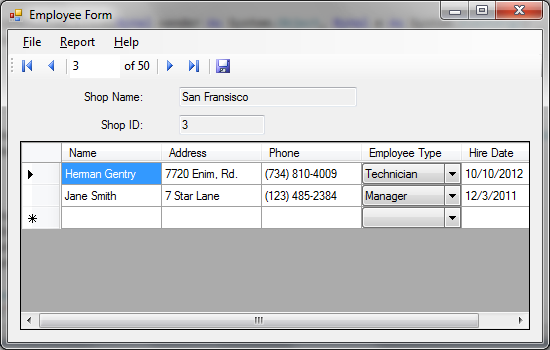 Employee Form
File Report Help
3 of 50
Shop Name: San Fransisco
Shop ID: 3
Name Address Phone Employee Type Hire Date
Herman Gentry 7720 Enim, Rd. (734) 810-4009 Technician 10/10/2012
Jane Smith 7 Star Lane (123) 485-2384 Manager 12/3/2011